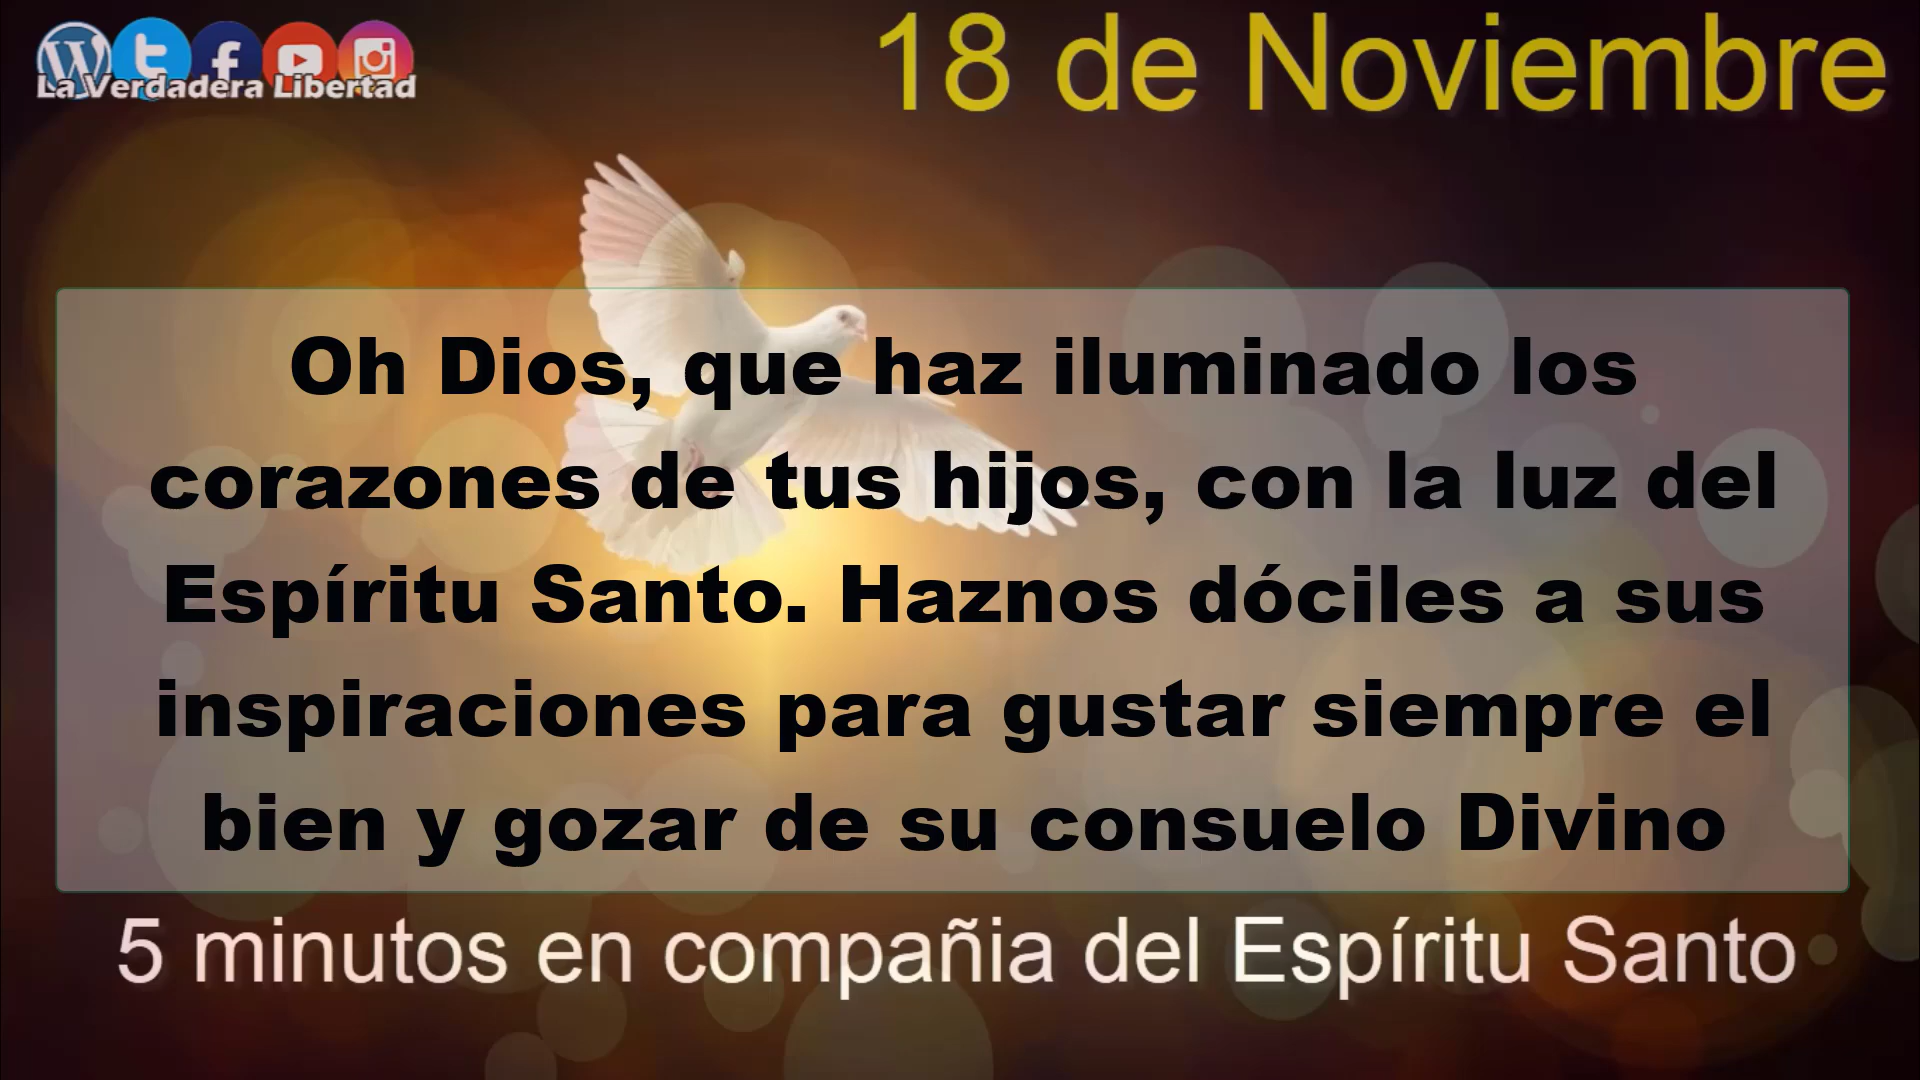 La Verdadera Libertad
18 de Noviembre
Oh Dios, que haz iluminado los
corazones de tus hijos, con la luz del
Espíritu Santo. Haznos dóciles a sus
inspiraciones para gustar siempre el
bien y gozar de su consuelo Divino
5 minutos en compañia del Espíritu Santo